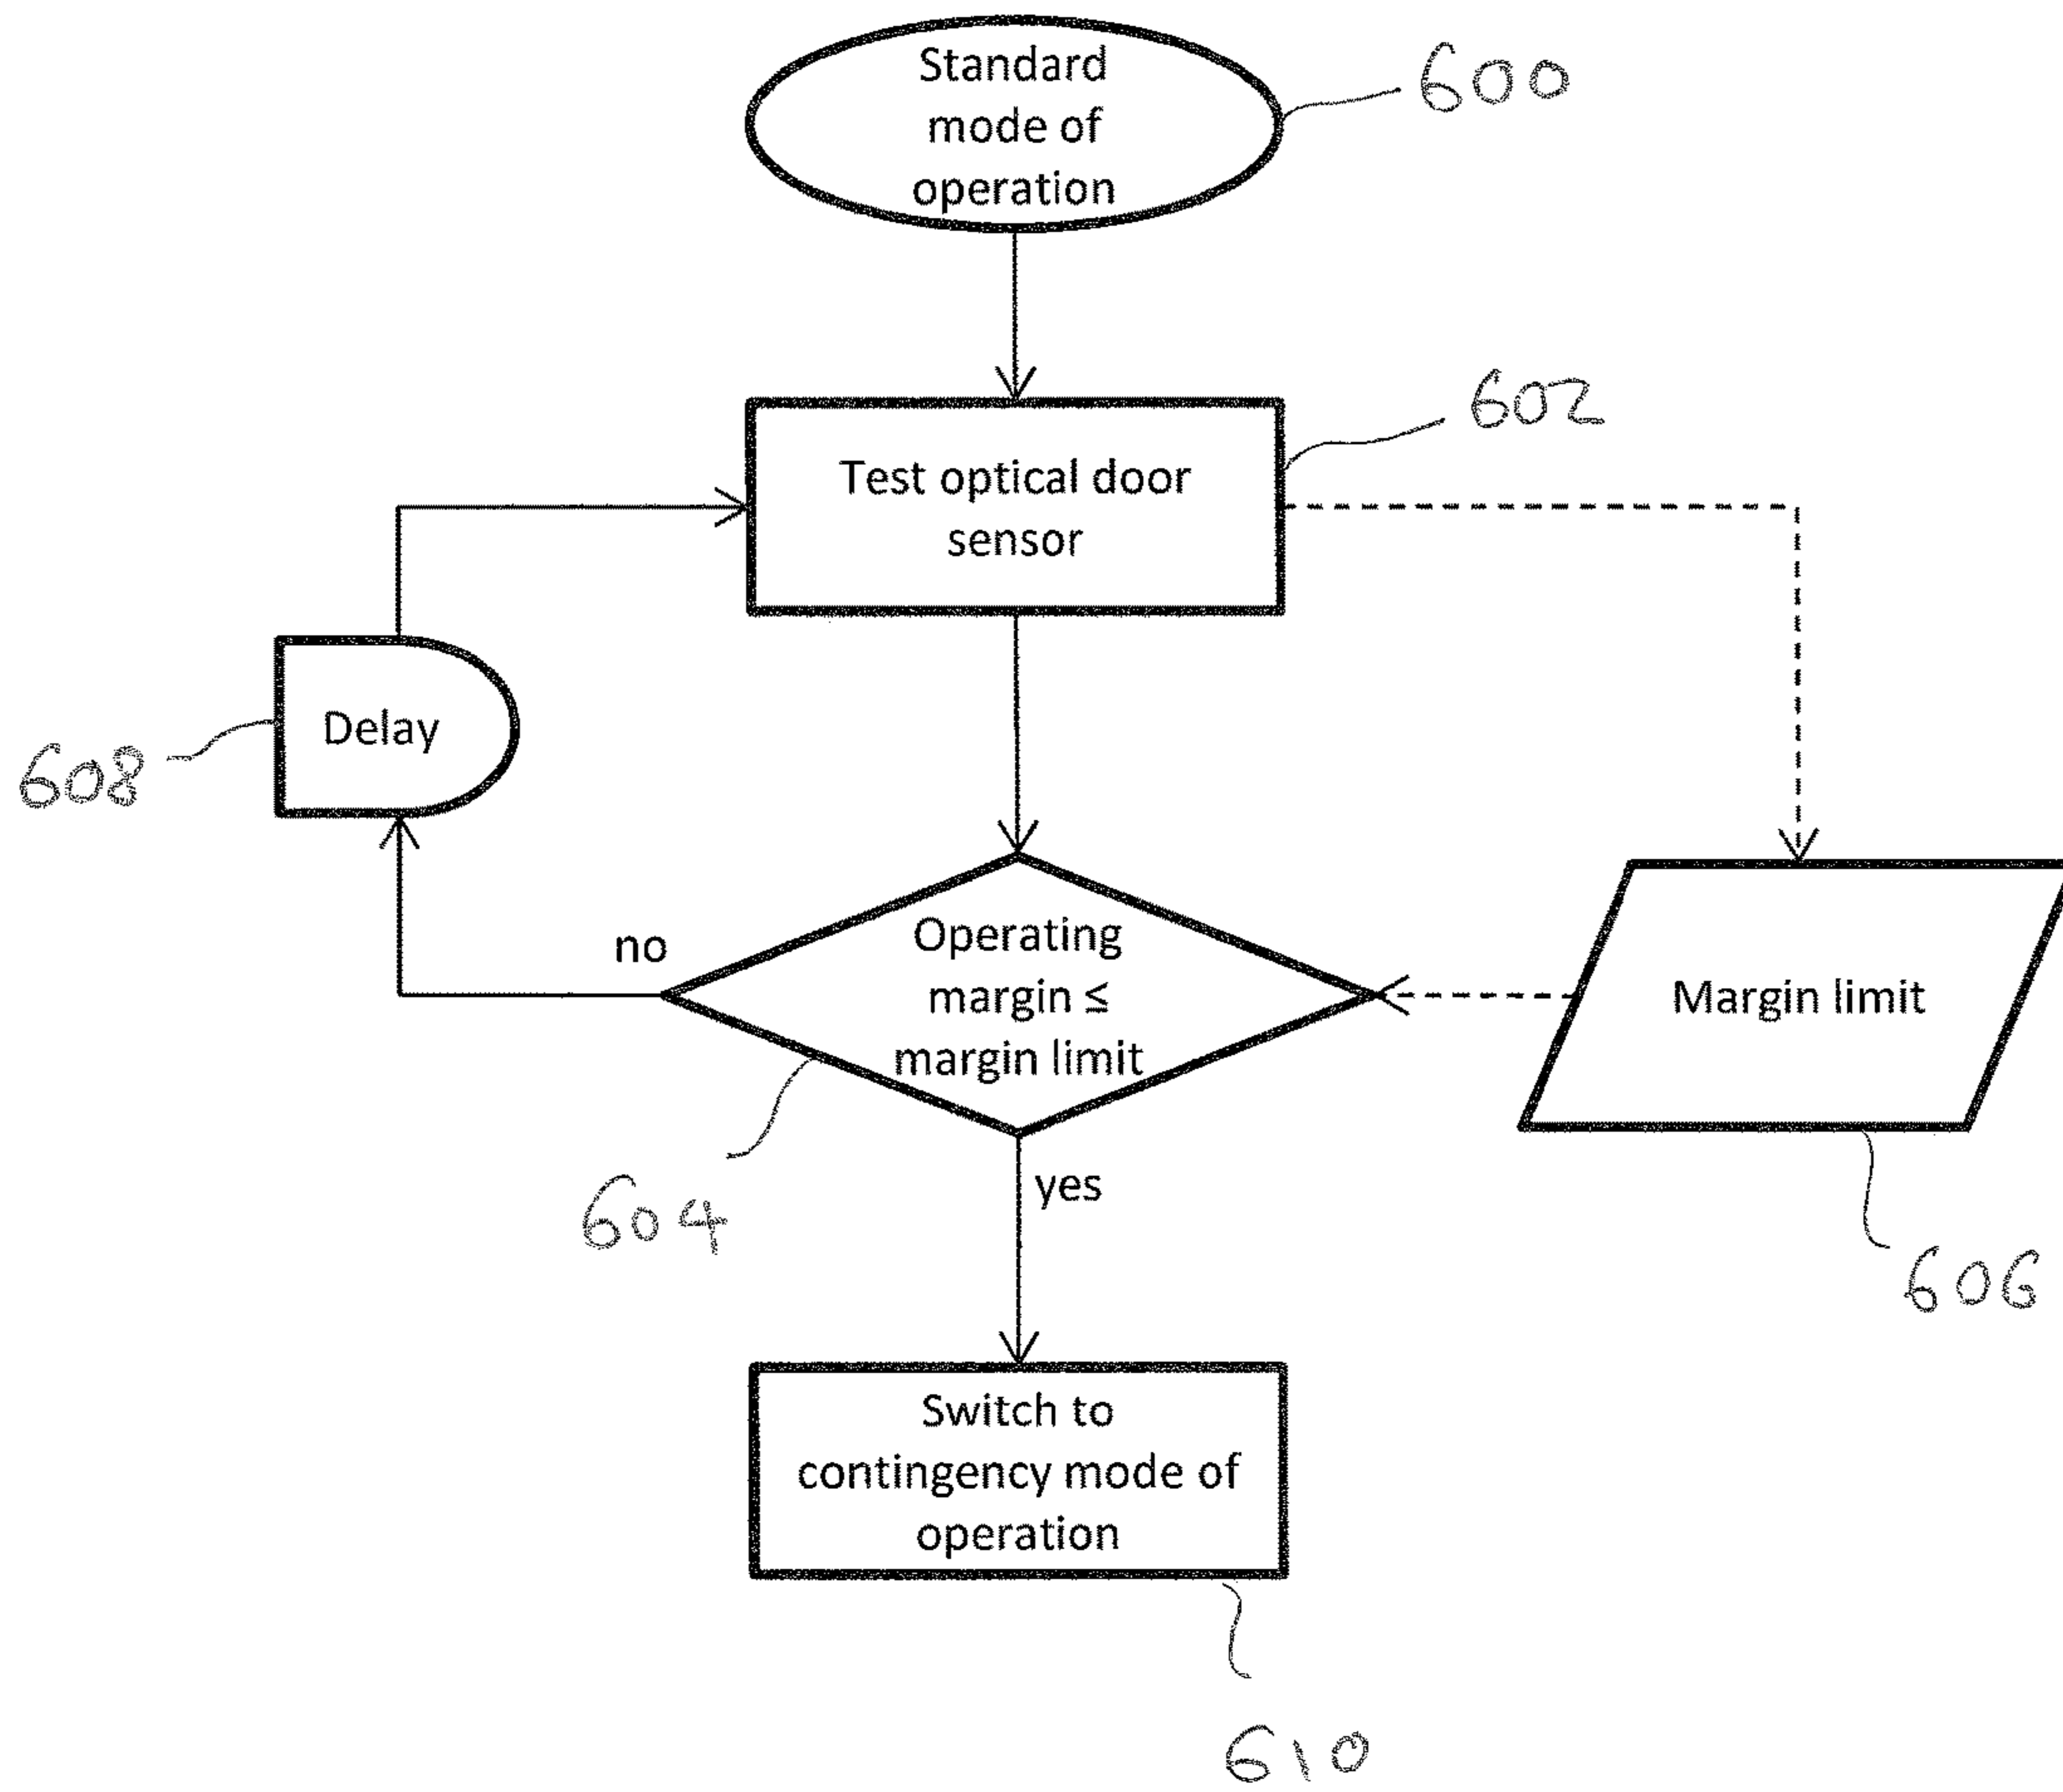 Standard
mode of
operation
600
Test optical door
sensor
602
Delay
608
no
Operating
margin ≤
margin limit
604
Margin limit
606
yes
Switch to
contingency mode of
operation
610